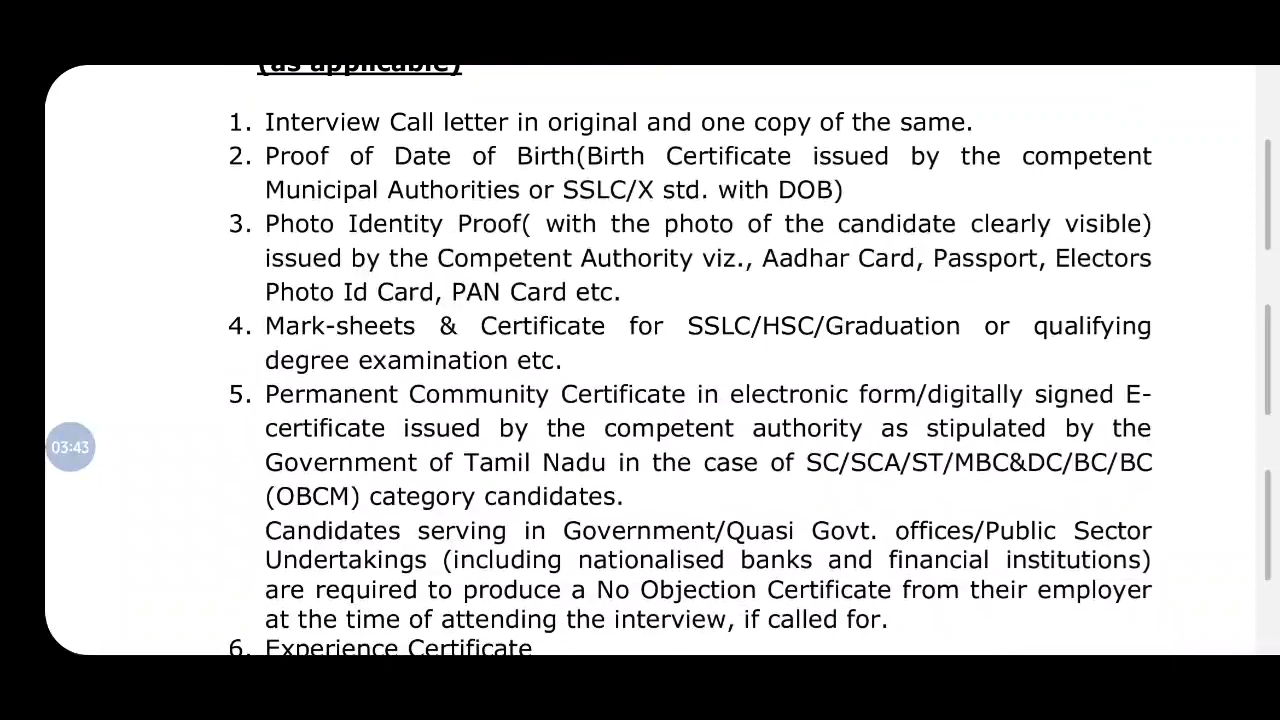 (as applicable)
1. Interview Call letter in original and one copy of the same.
2. Proof of Date of Birth(Birth Certificate issued by the competent
Municipal Authorities or SSLC/X std. with DOB)
3. Photo Identity Proof( with the photo of the candidate clearly visible)
issued by the Competent Authority viz., Aadhar Card, Passport, Electors
Photo Id Card, PAN Card etc.
4. Mark-sheets & Certificate for SSLC/HSC/Graduation or qualifying
degree examination etc.
5. Permanent Community Certificate in electronic form/digitally signed E-
certificate issued by the competent authority as stipulated by the
03:43
Government of Tamil Nadu in the case of SC/SCA/ST/MBC&DC/BC/BC
(OBCM) category candidates.
Candidates serving in Government/Quasi Govt. offices/Public Sector
Undertakings (including nationalised banks and financial institutions)
are required to produce a No Objection Certificate from their employer
at the time of attending the interview, if called for.
6. Experience Certificate